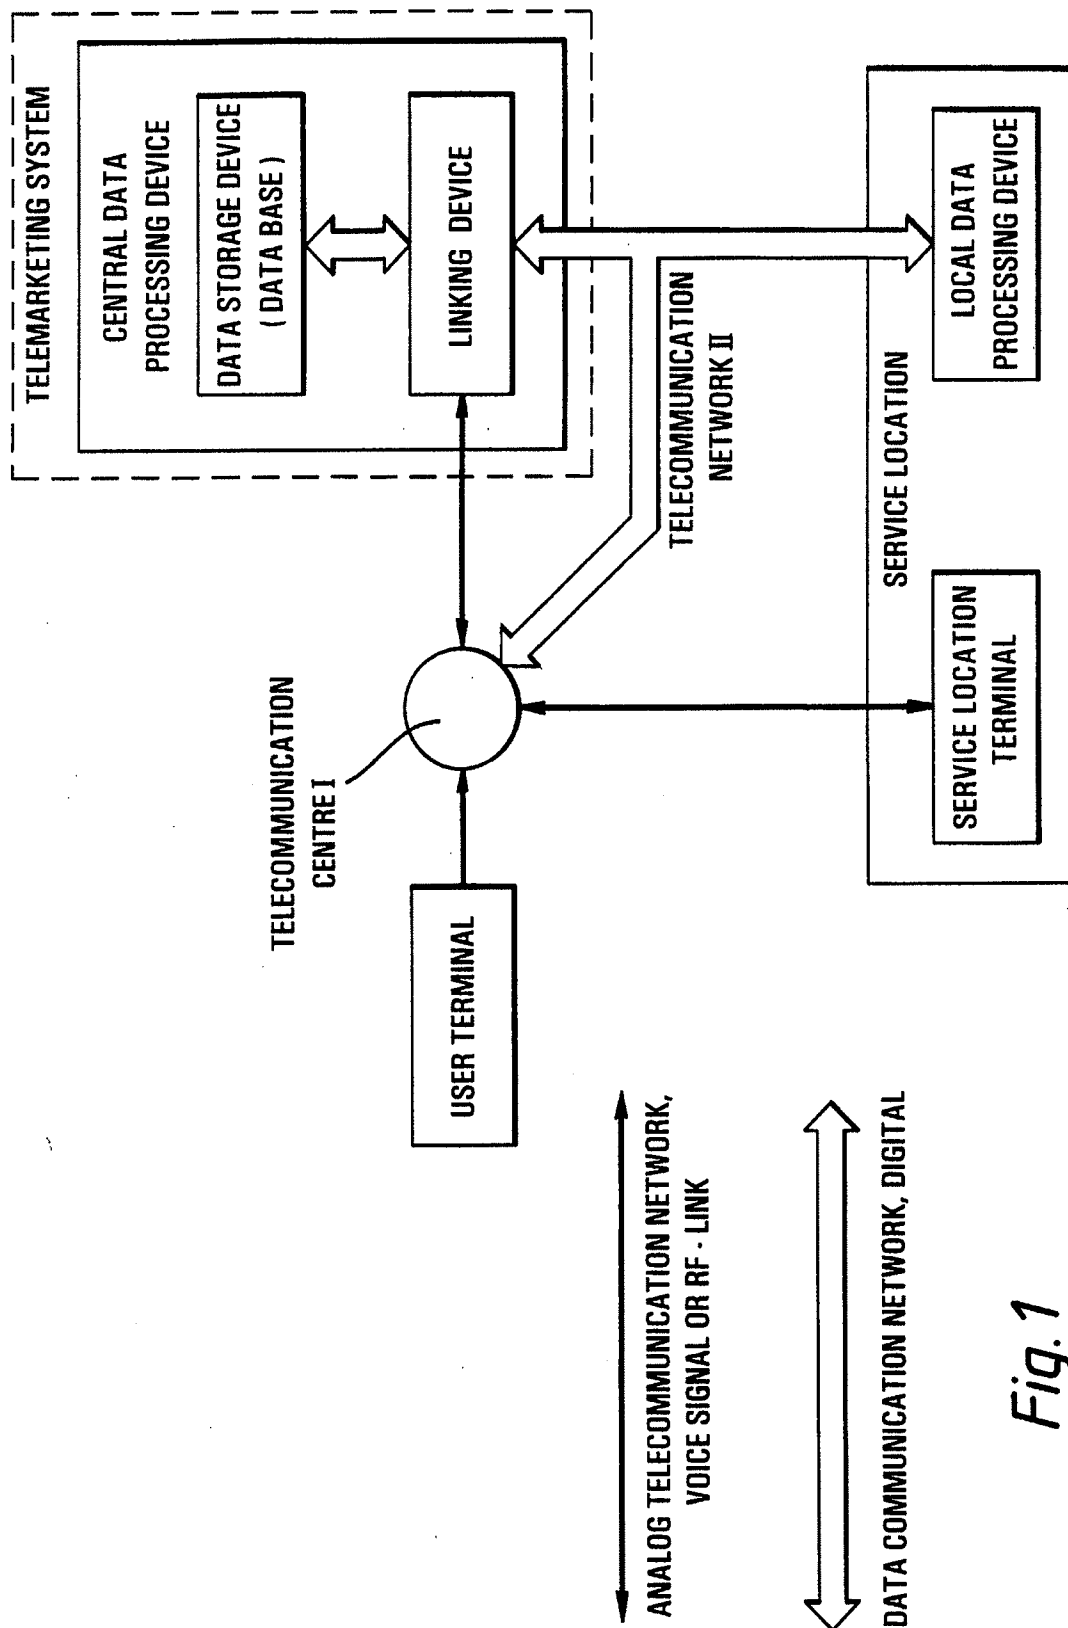 TELEMARKETING SYSTEM
CENTRAL DATA
PROCESSING DEVICE
DATA STORAGE DEVICE
( DATA BASE )
LINKING DEVICE
TELECOMMUNICATION
CENTRE I
USER TERMINAL
TELECOMMUNICATION
NETWORK II
SERVICE LOCATION
SERVICE LOCATION
TERMINAL
LOCAL DATA
PROCESSING DEVICE
ANALOG TELECOMMUNICATION NETWORK,
VOICE SIGNAL OR RF - LINK
DATA COMMUNICATION NETWORK, DIGITAL
Fig. 1